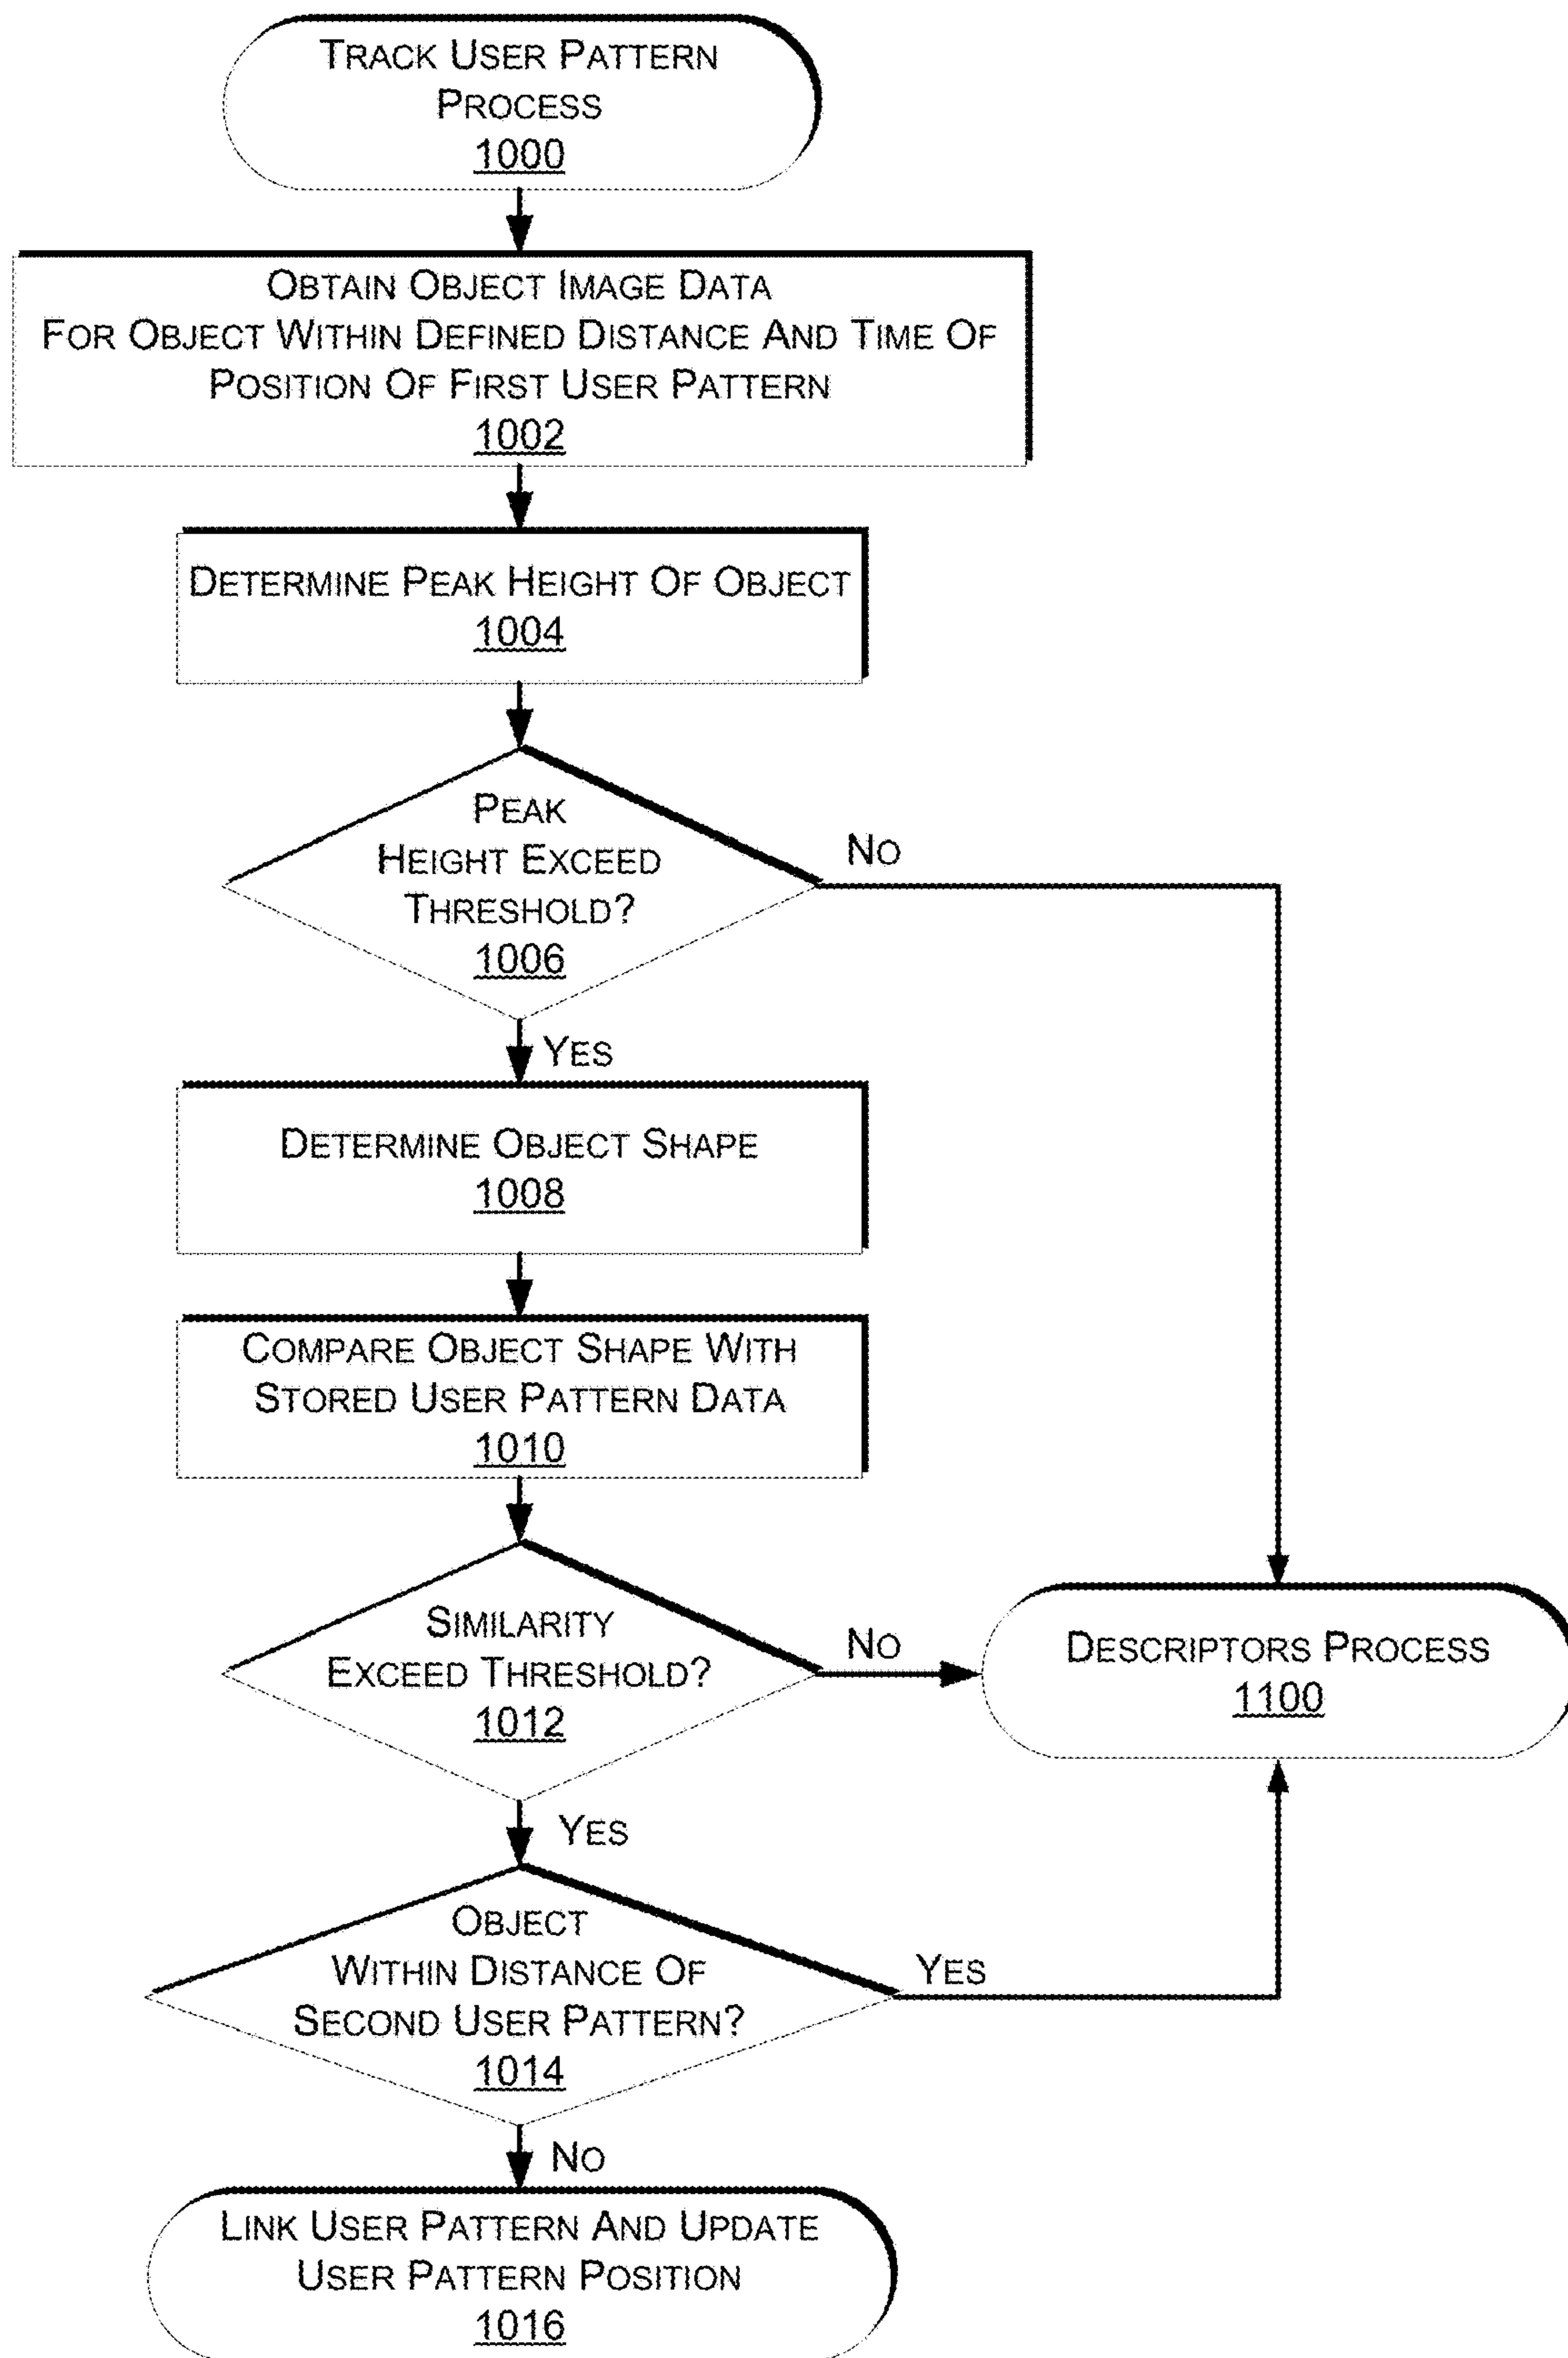 TRACK USER PATTERN
PROCESS
1000
OBTAIN OBJECT IMAGE DATA
FOR OBJECT WITHIN DEFINED DISTANCE AND TIME OF
POSITION OF FIRST USER PATTERN
1002
DETERMINE PEAK HEIGHT OF OBJECT
1004
PEAK
HEIGHT EXCEED
THRESHOLD?
1006
NO
YES
DETERMINE OBJECT SHAPE
1008
COMPARE OBJECT SHAPE WITH
STORED USER PATTERN DATA
1010
SIMILARITY
EXCEED THRESHOLD?
1012
NO
DESCRIPTORS PROCESS
1100
YES
OBJECT
WITHIN DISTANCE OF
SECOND USER PATTERN?
1014
YES
NO
LINK USER PATTERN AND UPDATE
USER PATTERN POSITION
1016